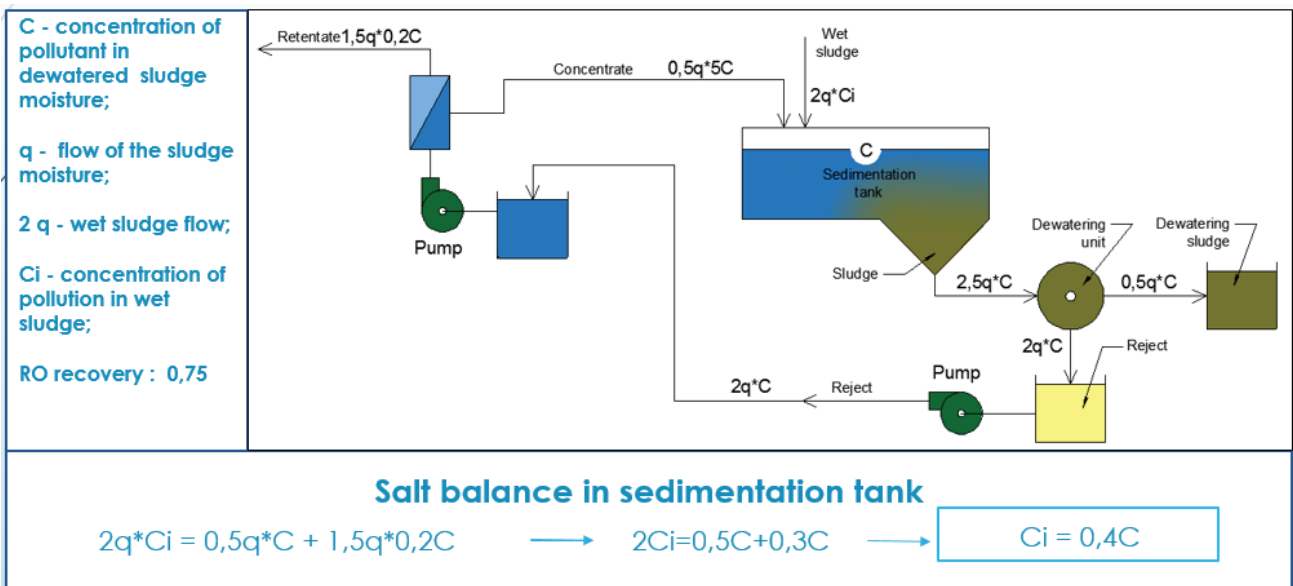 C - concentration of
pollutant in
dewatered sludge
moisture;
q - flow of the sludge
moisture;
2 q - wet sludge flow;
Ci - concentration of
pollution in wet
sludge;
RO recovery : 0,75
Retentate 1,5q*0,2C
Concentrate 0,5q*5C
Wet
sludge
2q*Ci
C
Sedimentation
tank
Pump
Sludge
2,5q*C
Dewatering
unit
0,5q*C
Dewatering
sludge
2q*C
Reject
Pump
2q*C Reject
Salt balance in sedimentation tank
2q*Ci = 0,5q*C + 1,5q*0,2C
2Ci=0,5C+0,3C
Ci = 0,4C